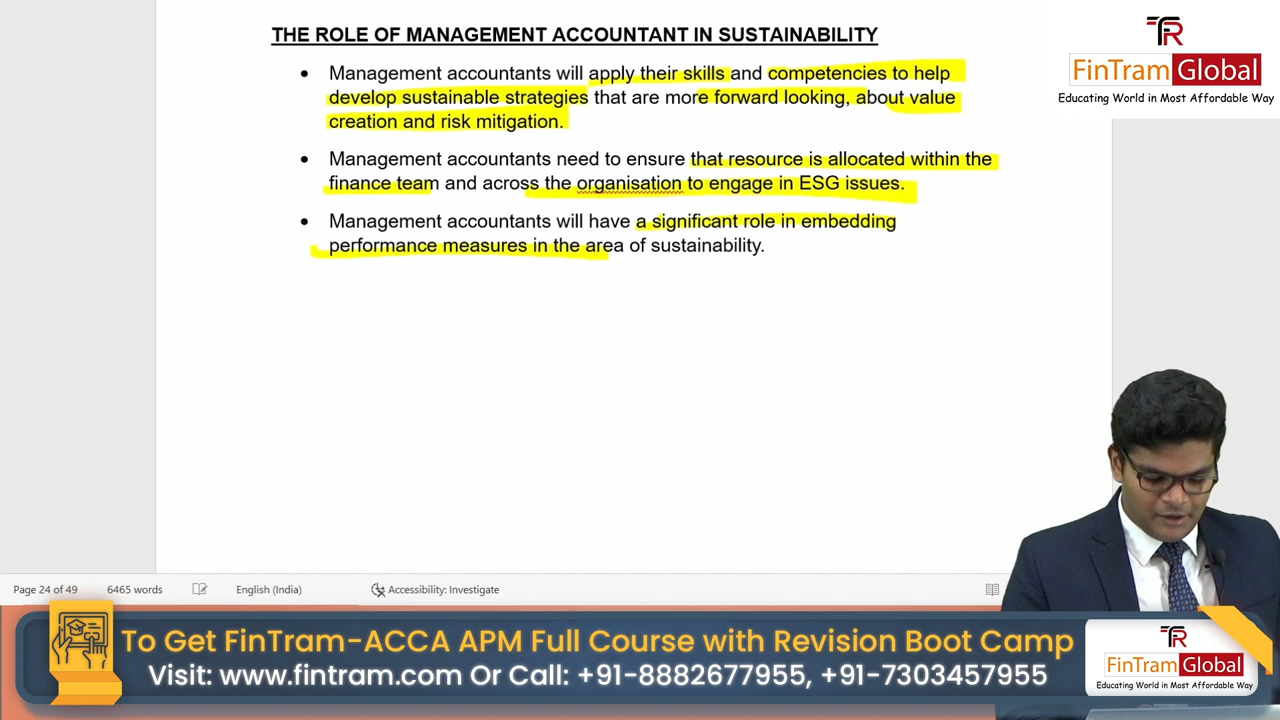 THE ROLE OF MANAGEMENT ACCOUNTANT IN SUSTAINABILITY
• Management accountants will apply their skills and competencies to help
develop sustainable strategies that are more forward looking, about value
creation and risk mitigation.
• Management accountants need to ensure that resource is allocated within the
finance team and across the organisation to engage in ESG issues.
• Management accountants will have a significant role in embedding
performance measures in the area of sustainability.
FinTram Global
Educating World in Most Affordable Way
Page 24 of 49 6465 words English (India) Accessibility: Investigate
To Get FinTram-ACCA APM Full Course with Revision Boot Camp
Visit: www.fintram.com Or Call: +91-8882677955, +91-7303457955
FinTram Global
Educating World in Most Affordable Way